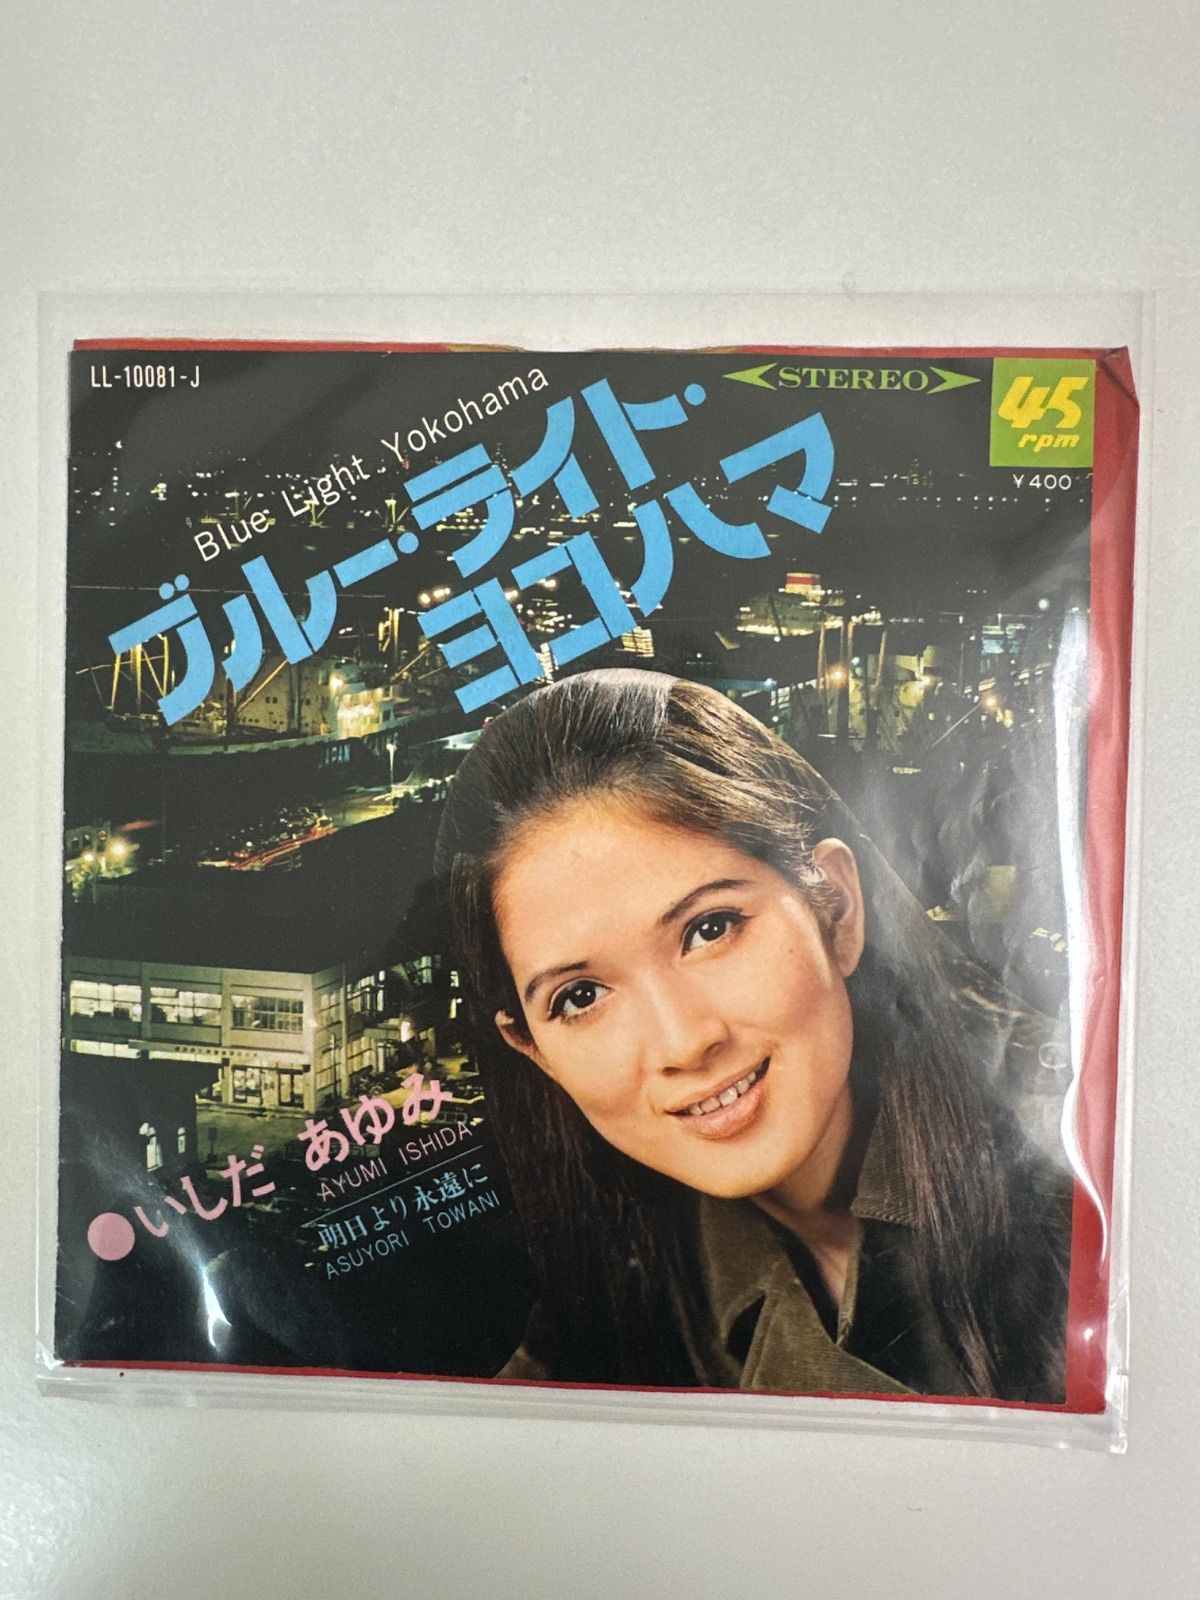 LL-10081-J
STEREO
45
rpm
¥400
Blue Light Yokohama
ブルー・ライト・
ヨコハマ
JAPAN
●いしだ あゆみ
AYUMI ISHIDA
明日より永遠に
ASUYORI TOWANI